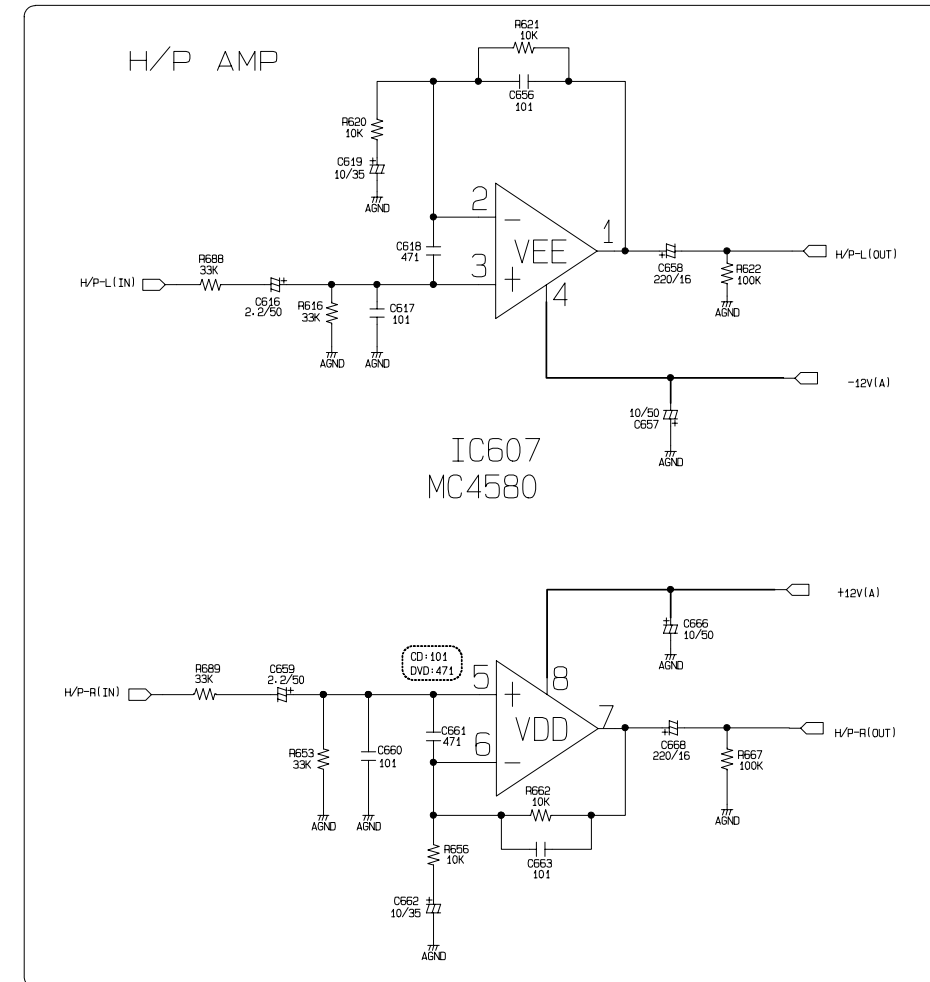 H/P AMP
R621
10K
C656
101
R620
10K
C619
+
10/35
AGND
2
−
C618
471
VEE
1
3
+
4
H/P-L(IN)
R688
33K
C616
+
2.2/50
R616
33K
C617
101
AGND
AGND
+
C658
220/16
R622
100K
AGND
H/P-L(OUT)
-12V(A)
10/50
C657
+
AGND
IC607
MC4580
+12V(A)
+
C666
10/50
AGND
CD:101
DVD:471
H/P-R(IN)
R689
33K
C659
2.2/50
+
5
+
8
VDD
7
6
−
C661
471
R653
33K
C660
101
AGND
AGND
+
C668
220/16
R667
100K
AGND
H/P-R(OUT)
R662
10K
C663
101
R656
10K
C662
+
10/35
AGND